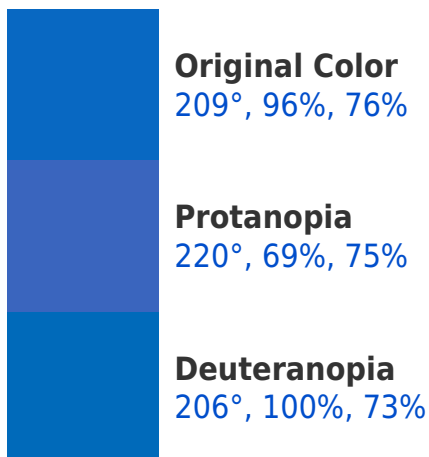 Original Color
209°, 96%, 76%
Protanopia
220°, 69%, 75%
Deuteranopia
206°, 100%, 73%